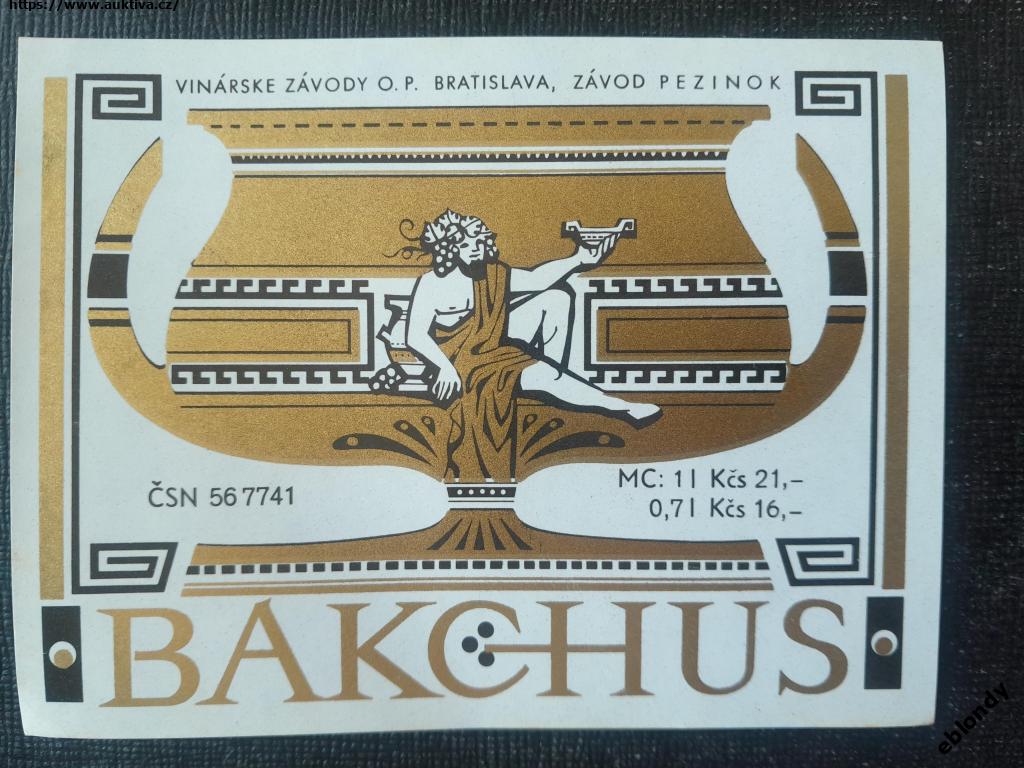 https://www.auktiva.cz/
VINÁRSKE ZÁVODY O. P. BRATISLAVA, ZÁVOD PEZINOK
ČSN 56 7741
MC: 1 l Kčs 21,–
0,7 l Kčs 16,–
BAKCHUS
eblondy